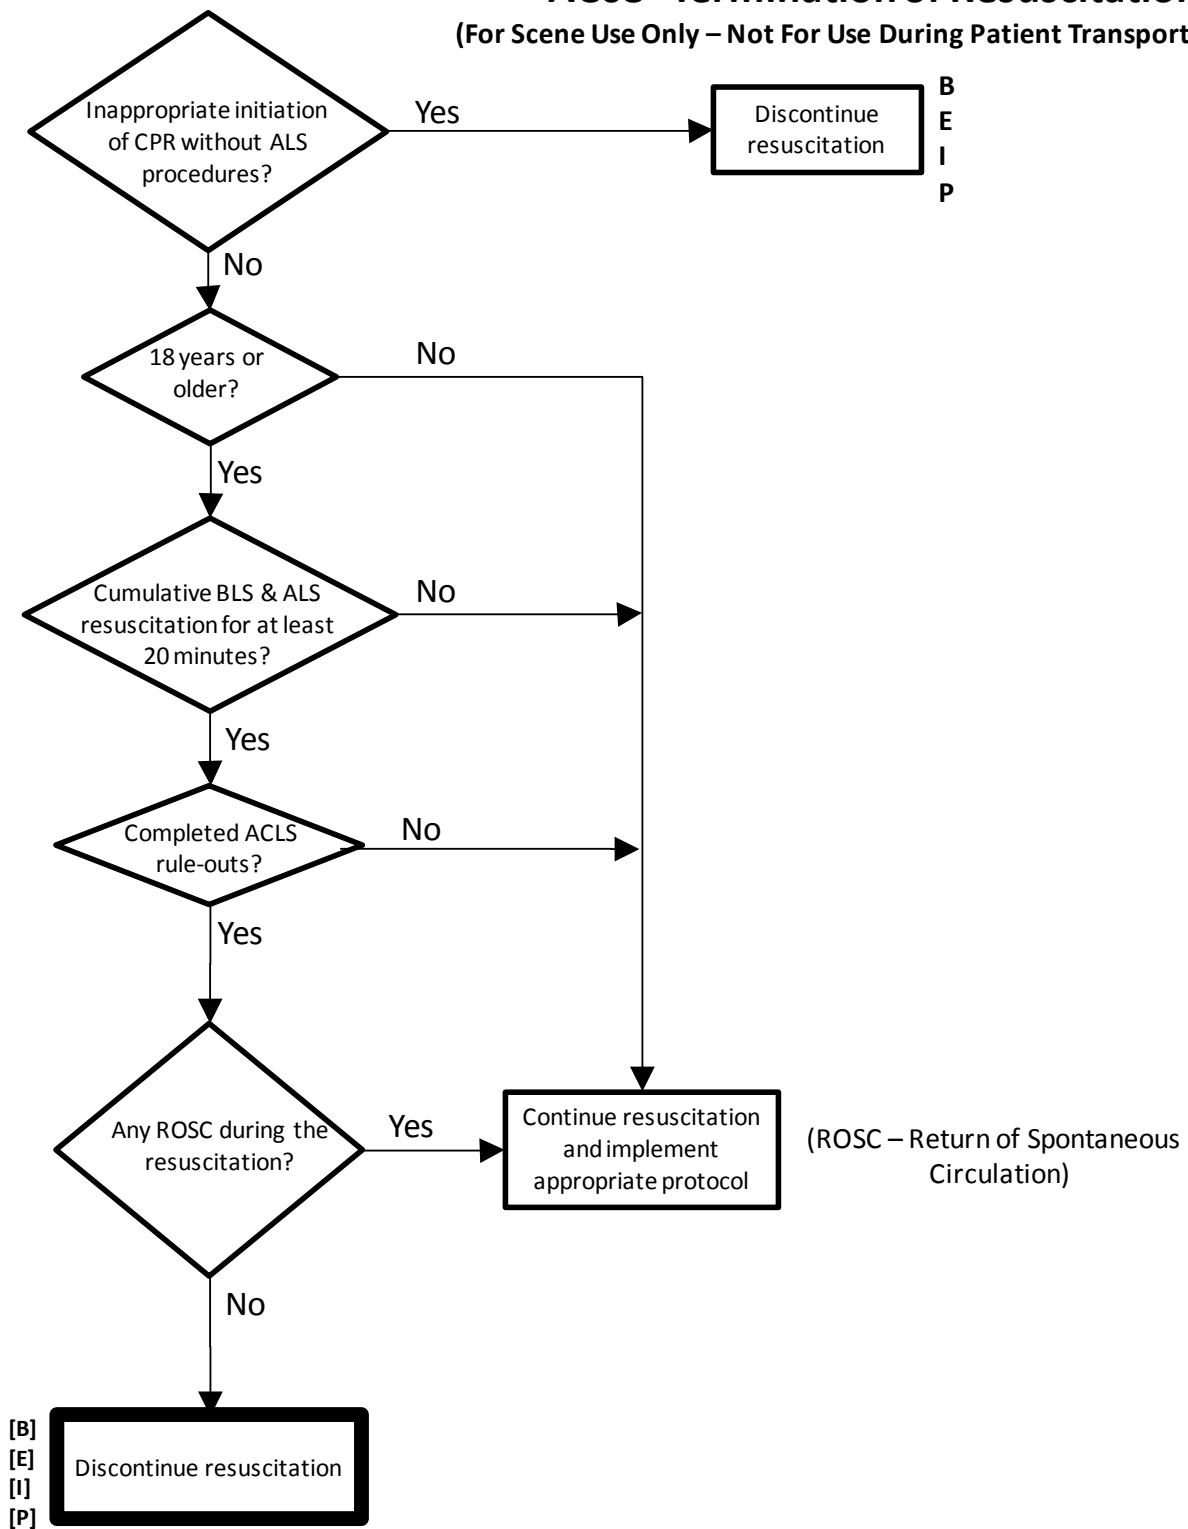 (For Scene Use Only – Not For Use During Patient Transport
B
E
I
P
Inappropriate initiation
of CPR without ALS
procedures?
Yes
Discontinue
resuscitation
No
18 years or
older?
No
Yes
Cumulative BLS & ALS
resuscitation for at least
20 minutes?
No
Yes
Completed ACLS
rule-outs?
No
Yes
Any ROSC during the
resuscitation?
Yes
Continue resuscitation
and implement
appropriate protocol
(ROSC – Return of Spontaneous
Circulation)
No
[B]
[E]
[I]
[P]
Discontinue resuscitation